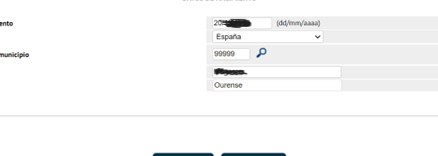 ento 20 (dd/mm/aaaa)
España
municipio 99999
Ourense